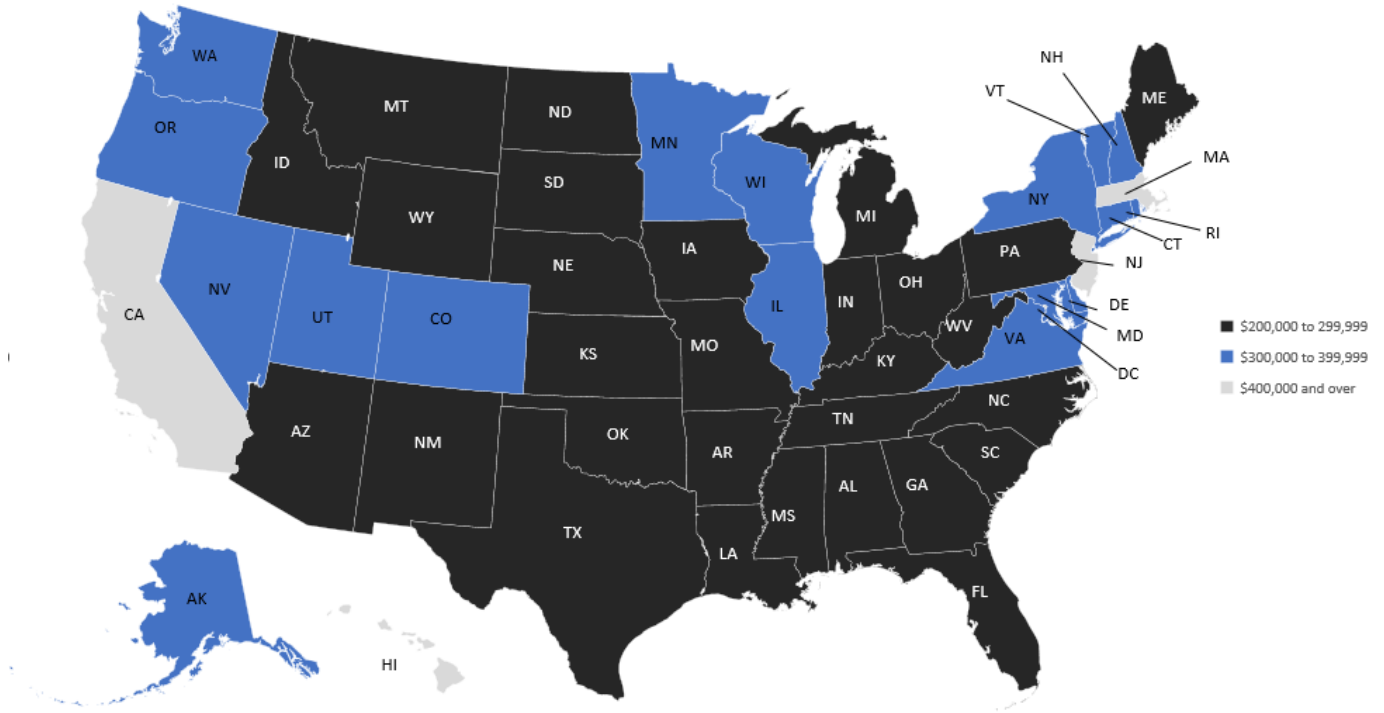 WA
OR
CA
NV
ID
MT
WY
UT
CO
AZ
NM
ND
SD
NE
KS
OK
TX
MN
IA
MO
AR
LA
WI
IL
MI
IN
OH
KY
TN
MS
AL
GA
FL
SC
NC
VA
WV
PA
NY
VT
NH
ME
MA
RI
CT
NJ
DE
MD
DC
AK
HI
$200,000 to 299,999
$300,000 to 399,999
$400,000 and over